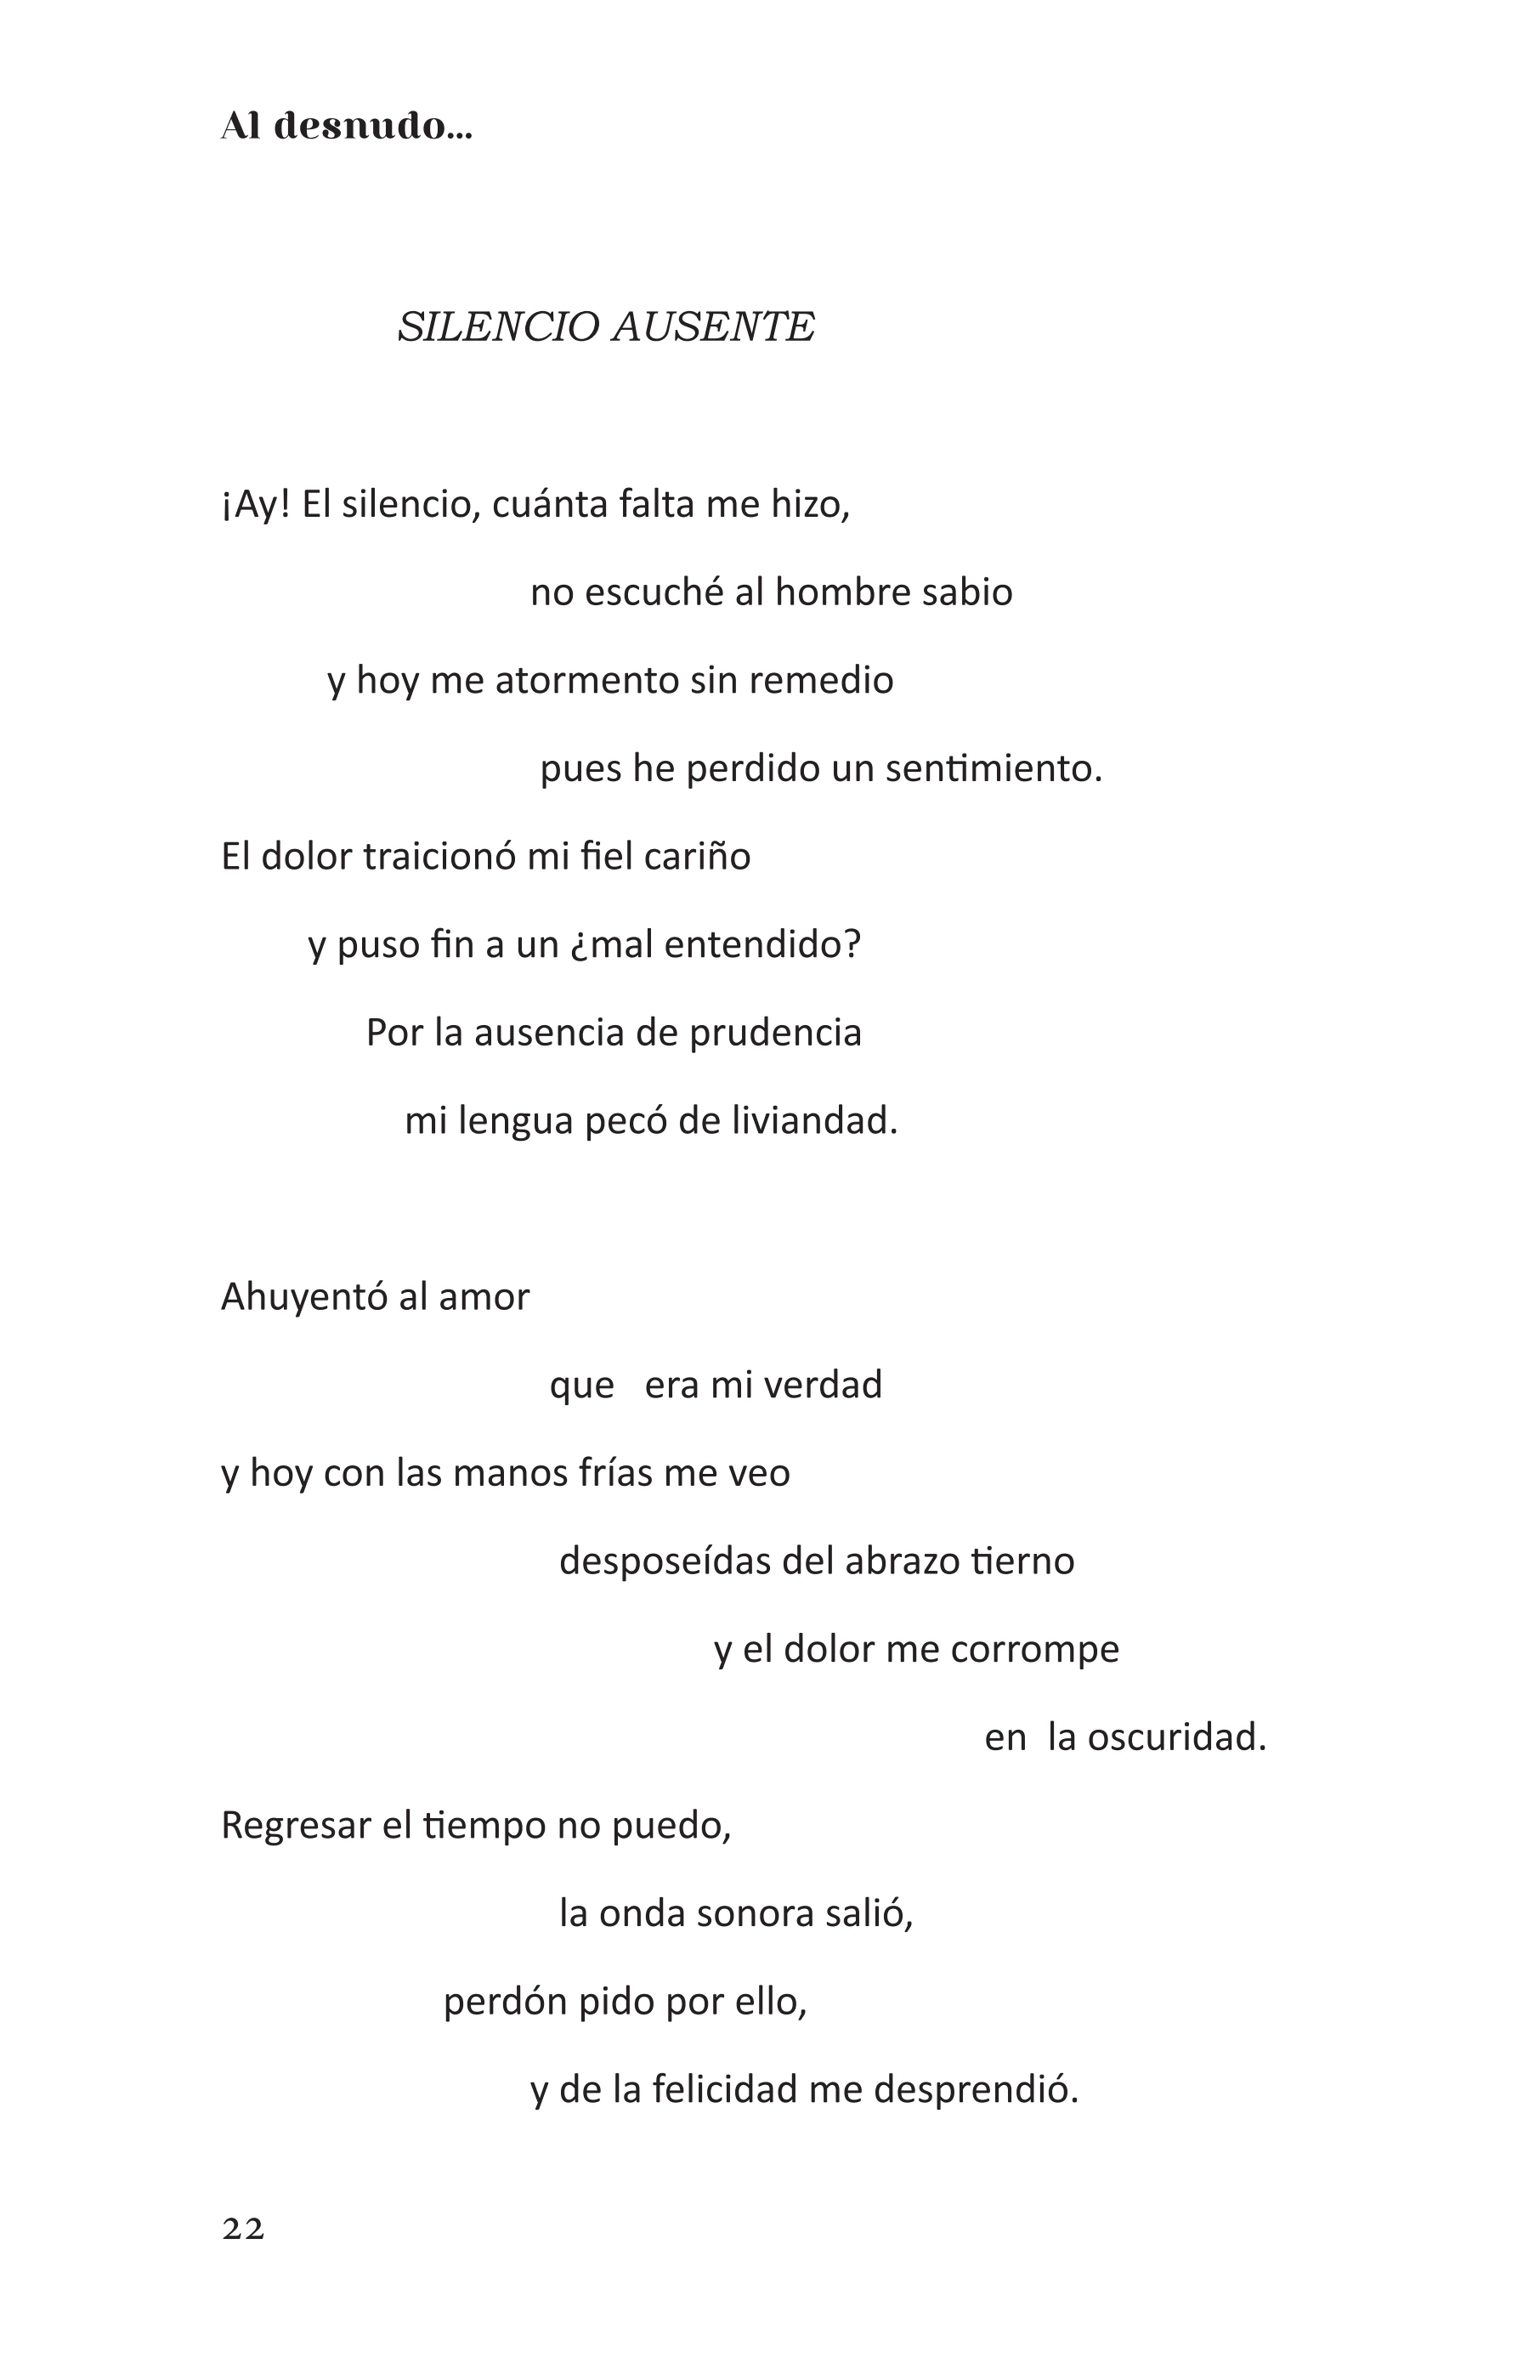 Al desnudo...
SILENCIO AUSENTE
¡Ay! El silencio, cuánta falta me hizo,
no escuché al hombre sabio
y hoy me atormento sin remedio
pues he perdido un sentimiento.
El dolor traicionó mi fiel cariño
y puso fin a un ¿mal entendido?
Por la ausencia de prudencia
mi lengua pecó de liviandad.
Ahuyentó al amor
que era mi verdad
y hoy con las manos frías me veo
desposeídas del abrazo tierno
y el dolor me corrompe
en la oscuridad.
Regresar el tiempo no puedo,
la onda sonora salió,
perdón pido por ello,
y de la felicidad me desprendió.
22